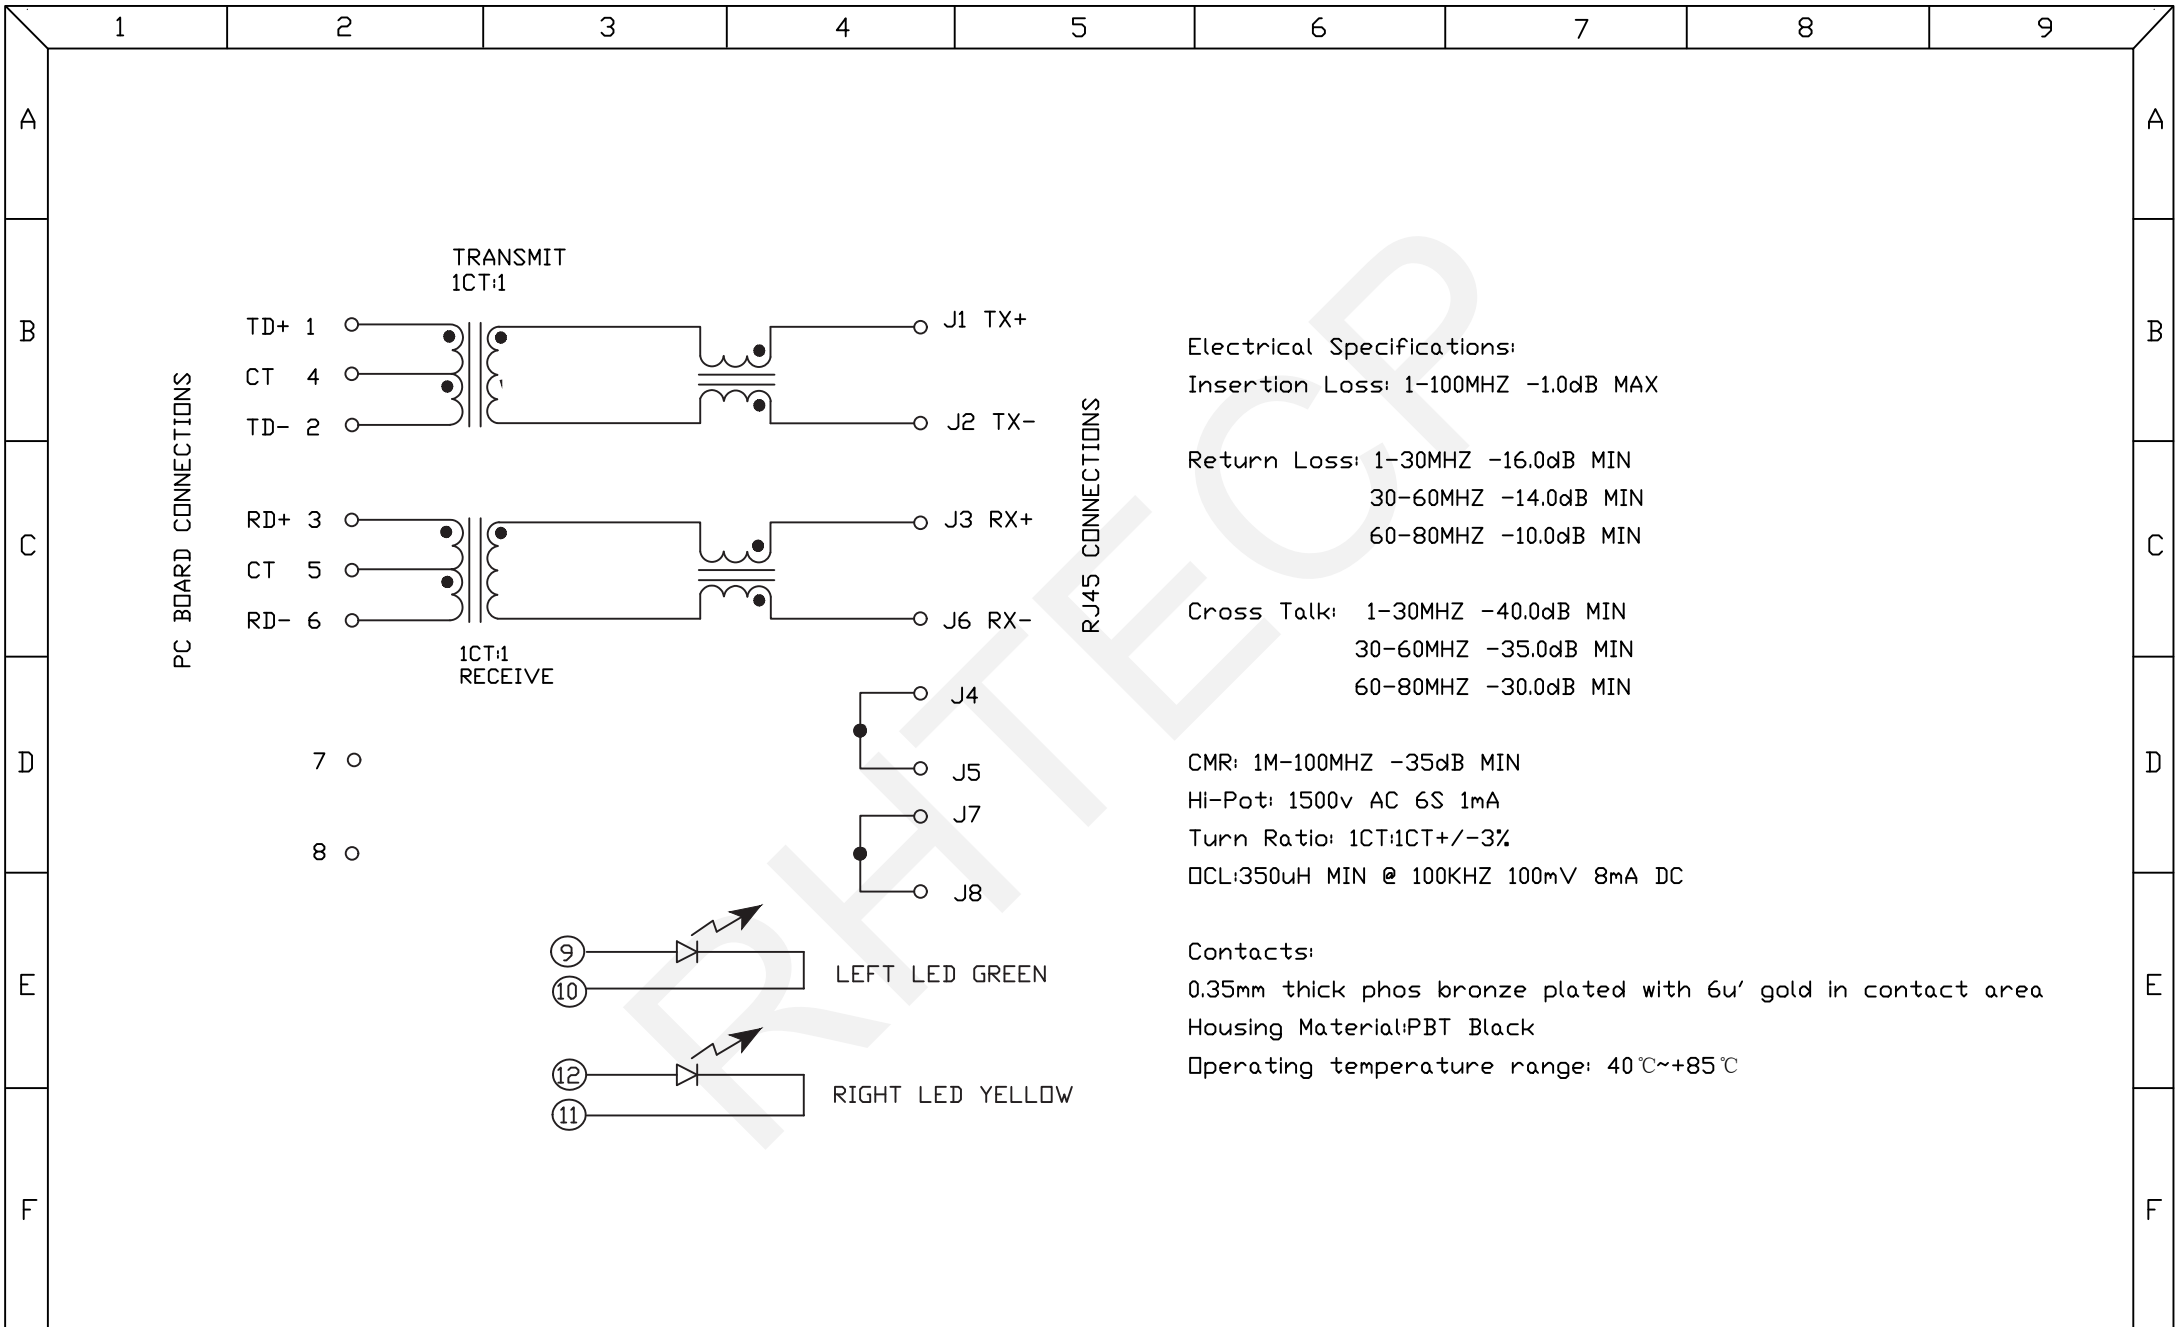 1 2 3 4 5 6 7 8 9
A A
B B
C C
D D
E E
F F
TRANSMIT
1CT:1
TD+ 1
CT 4
TD- 2
RD+ 3
CT 5
RD- 6
1CT:1
RECEIVE
PC BOARD CONNECTIONS
7
8
J1 TX+
J2 TX-
J3 RX+
J6 RX-
RJ45 CONNECTIONS
J4
J5
J7
J8
9
10
LEFT LED GREEN
12
11
RIGHT LED YELLOW
Electrical Specifications:
Insertion Loss: 1-100MHZ -1.0dB MAX
Return Loss: 1-30MHZ -16.0dB MIN
30-60MHZ -14.0dB MIN
60-80MHZ -10.0dB MIN
Cross Talk: 1-30MHZ -40.0dB MIN
30-60MHZ -35.0dB MIN
60-80MHZ -30.0dB MIN
CMR: 1M-100MHZ -35dB MIN
Hi-Pot: 1500v AC 6S 1mA
Turn Ratio: 1CT:1CT+/-3%
OCL:350uH MIN @ 100KHZ 100mV 8mA DC
Contacts:
0.35mm thick phos bronze plated with 6u' gold in contact area
Housing Material:PBT Black
Operating temperature range: 40℃~+85℃
RHTECP